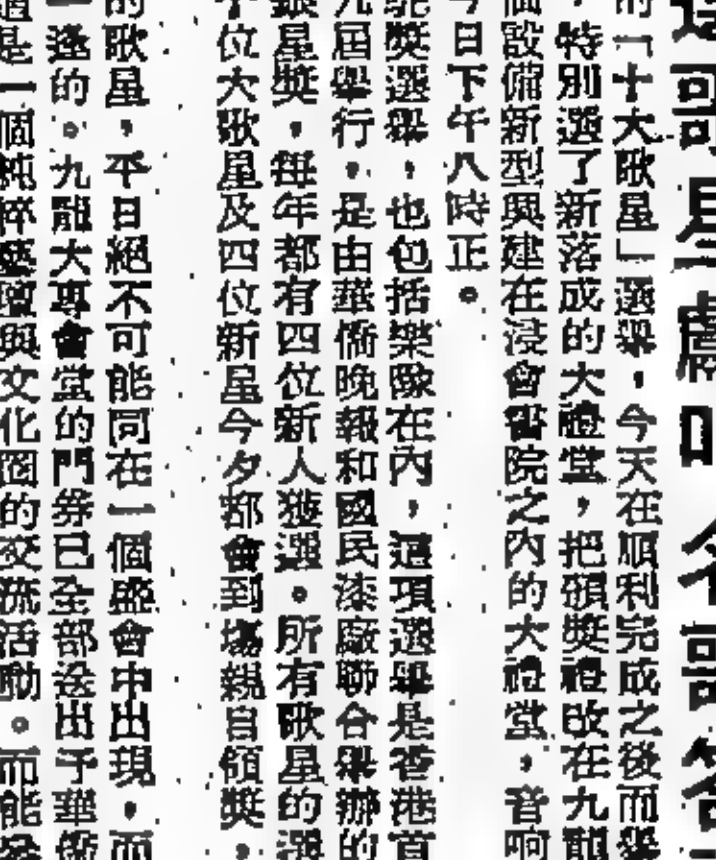 的「十大歌星」選舉,今天在順利完成之後而舉
,特別選了新落成的大禮堂,把頒獎禮改在九龍
個設備新型興建在浸會書院之內的大禮堂,音响
今日下午八時正。
獎選舉,也包括樂隊在內,這項選舉是香港首
九屆舉行,是由華僑晚報和國民漆廠聯合舉辦的
銀星獎,每年都有四位新人獲選。所有歌星的選
十位大歌星及四位新星今夕都會到場親自領獎,
的歌星,平日絕不可能同在一個盛會中出現,而
一遂的。九龍大專會堂的門券已全部送出予華僑
這是一個純粹藝壇與文化圈的交流活動。而能參